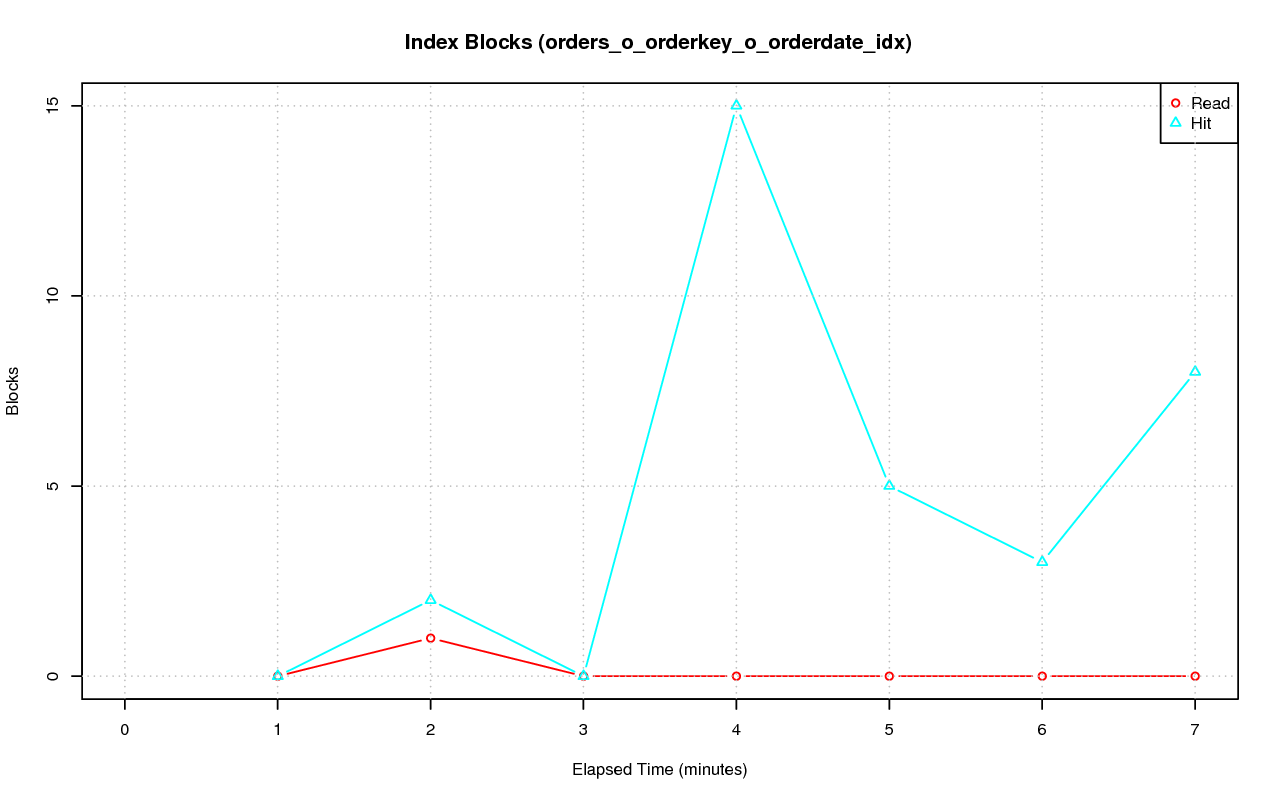 Index Blocks (orders_o_orderkey_o_orderdate_idx)
Read
Hit
15
10
5
0
Blocks
0 1 2 3 4 5 6 7
Elapsed Time (minutes)